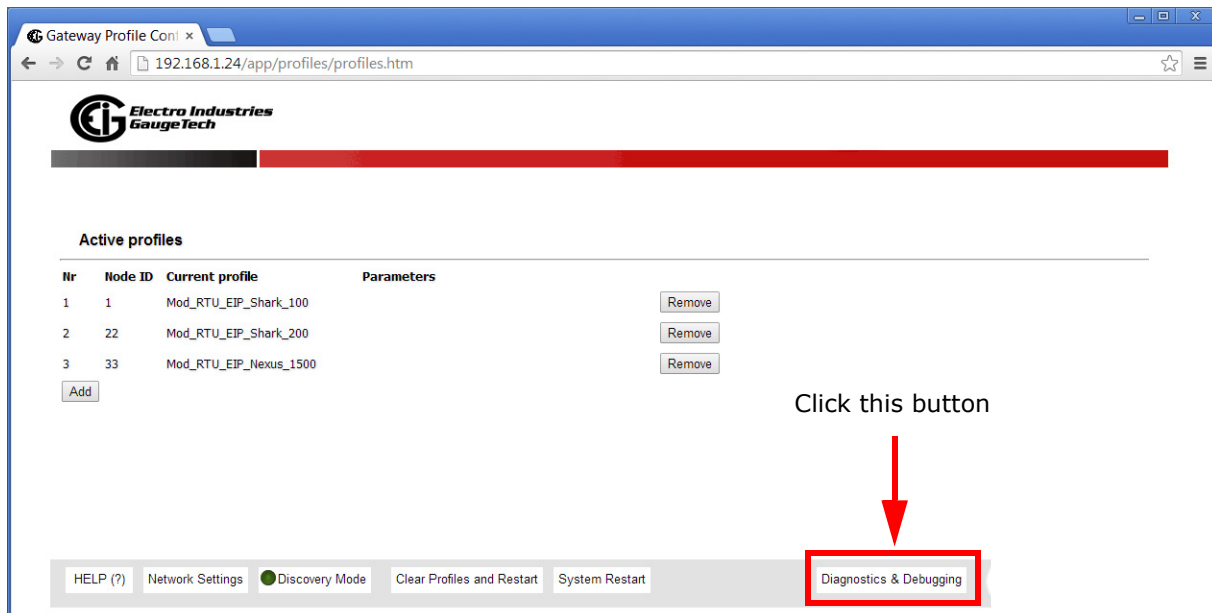 Gateway Profile Conf
192.168.1.24/app/profiles/profiles.htm
EIG Electro Industries
GaugeTech
Active profiles
Nr Node ID Current profile Parameters
1 1 Mod_RTU_EIP_Shark_100 Remove
2 22 Mod_RTU_EIP_Shark_200 Remove
3 33 Mod_RTU_EIP_Nexus_1500 Remove
Add
Click this button
HELP (?) Network Settings Discovery Mode Clear Profiles and Restart System Restart Diagnostics & Debugging